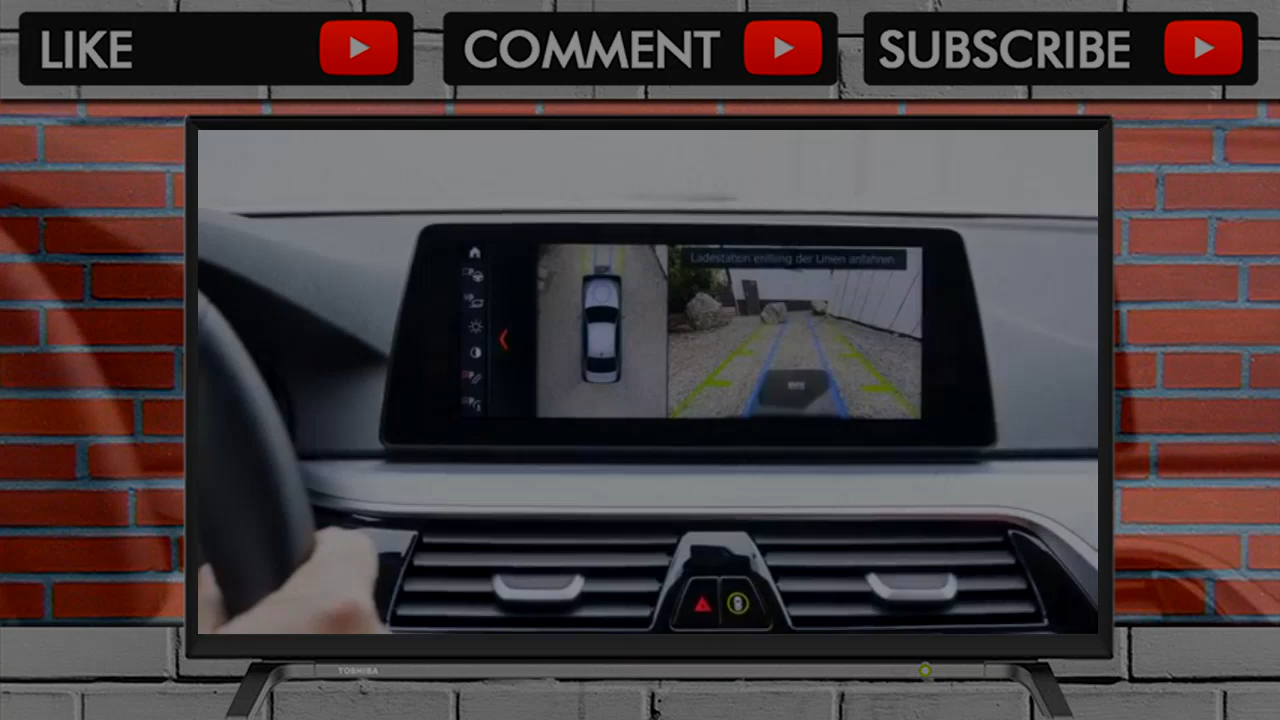 LIKE
COMMENT
SUBSCRIBE
Ladestation entlang der Linien anfahren
TOSHIBA